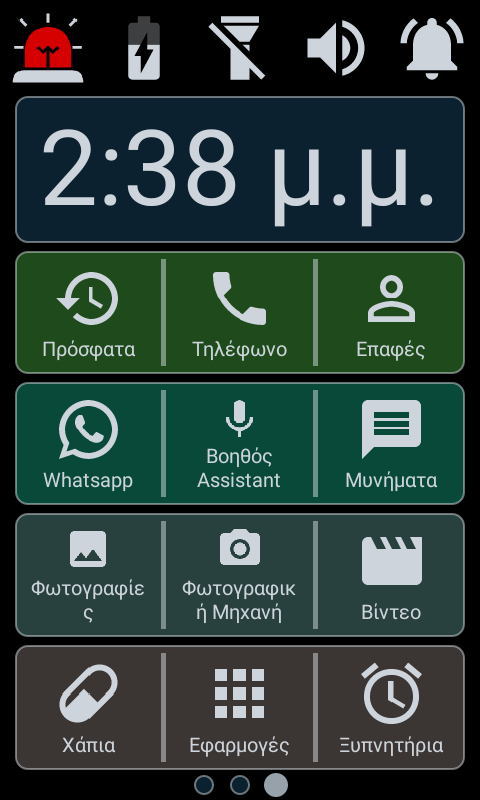 2:38 μ.μ.
Πρόσφατα
Τηλέφωνο
Επαφές
Whatsapp
Βοηθός
Assistant
Μυνήματα
Φωτογραφίε
ς
Φωτογραφικ
ή Μηχανή
Βίντεο
Χάπια
Εφαρμογές
Ξυπνητήρια